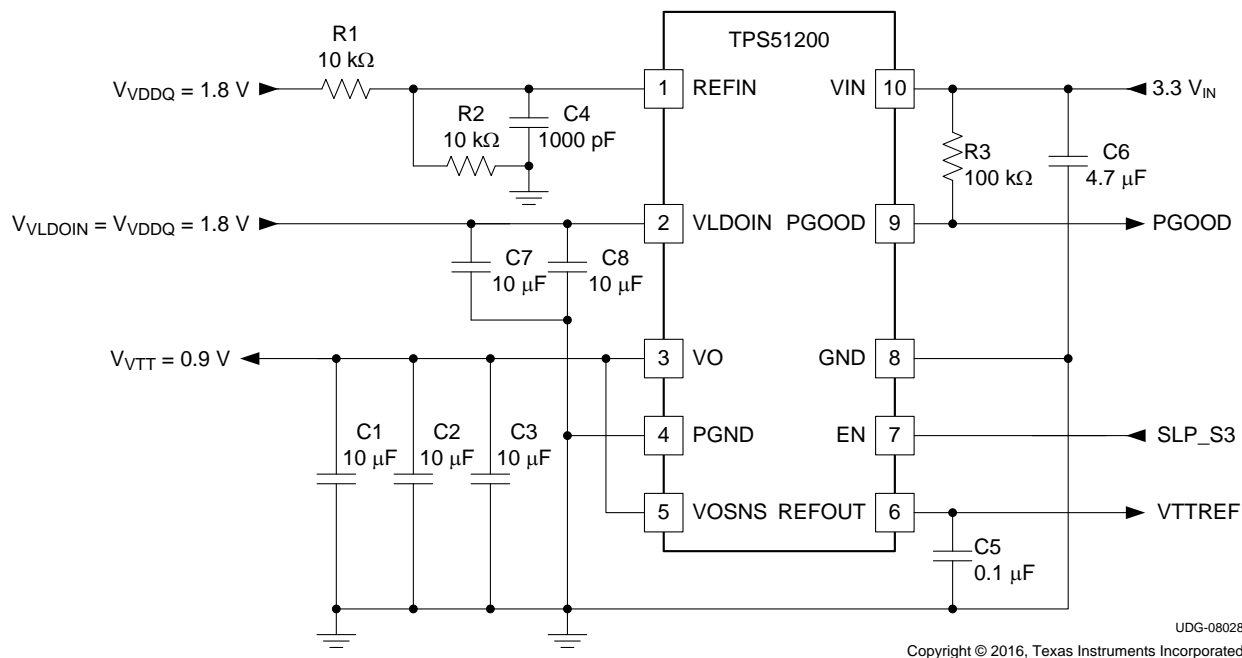 TPS51200
R1
10 kΩ
V_VDDQ = 1.8 V
1 REFIN VIN 10
3.3 V_IN
R2
10 kΩ
C4
1000 pF
R3
100 kΩ
C6
4.7 μF
V_VLDOIN = V_VDDQ = 1.8 V
2 VLDOIN PGOOD 9
PGOOD
C7
10 μF
C8
10 μF
V_VTT = 0.9 V
3 VO GND 8
C1
10 μF
C2
10 μF
C3
10 μF
4 PGND EN 7
SLP_S3
5 VOSNS REFOUT 6
VTTREF
C5
0.1 μF
UDG-08028
Copyright © 2016, Texas Instruments Incorporated